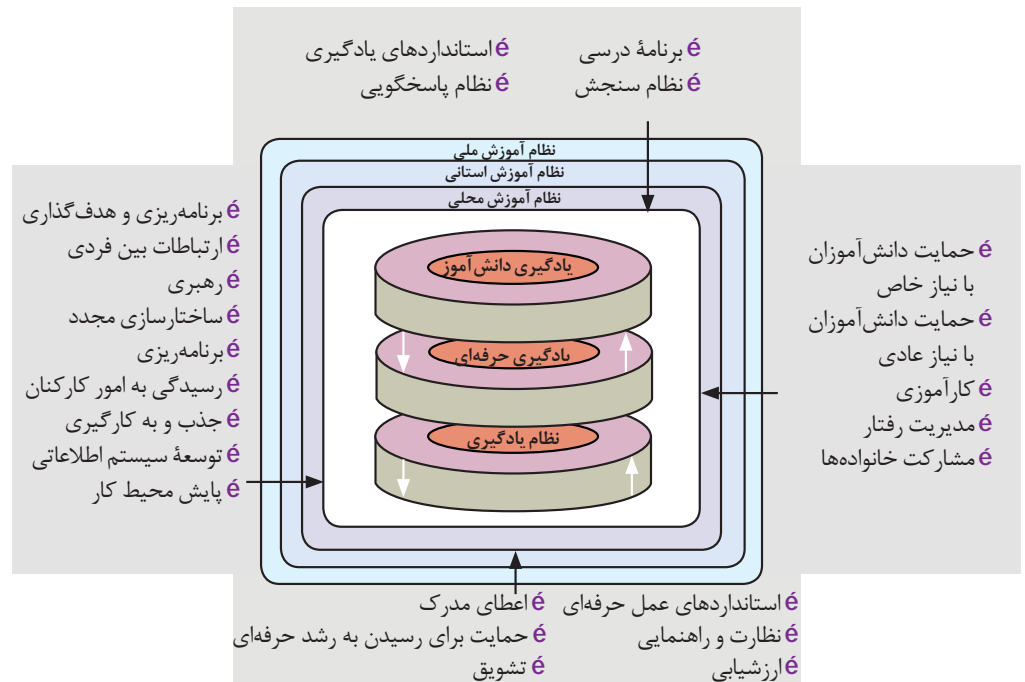 é برنامهٔ درسی
é نظام سنجش
é استانداردهای یادگیری
é نظام پاسخگویی
نظام آموزش ملی
نظام آموزش استانی
نظام آموزش محلی
é حمایت دانش‌آموزان
با نیاز خاص
é حمایت دانش‌آموزان
با نیاز عادی
é کارآموزی
é مدیریت رفتار
é مشارکت خانواده‌ها
یادگیری دانش‌آموز
یادگیری حرفه‌ای
نظام یادگیری
é برنامه‌ریزی و هدف‌گذاری
é ارتباطات بین فردی
é رهبری
é ساختارسازی مجدد
é برنامه‌ریزی
é رسیدگی به امور کارکنان
é جذب و به کارگیری
é توسعهٔ سیستم اطلاعاتی
é پایش محیط کار
é استانداردهای عمل حرفه‌ای
é نظارت و راهنمایی
é ارزشیابی
é اعطای مدرک
é حمایت برای رسیدن به رشد حرفه‌ای
é تشویق